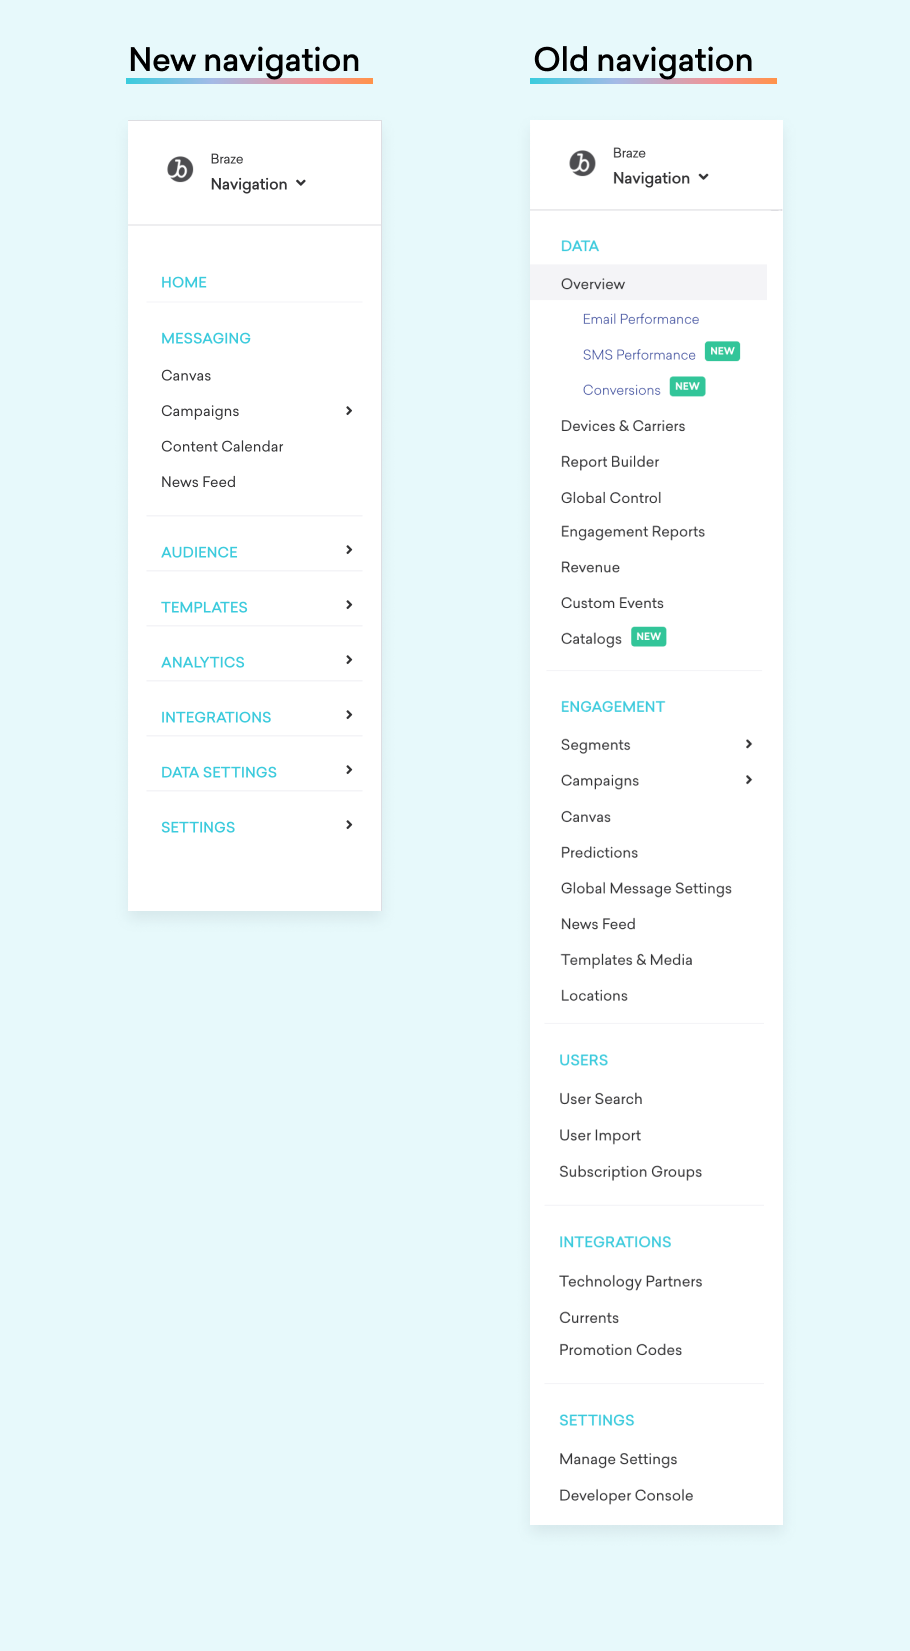 New navigation
Braze
Navigation
HOME
MESSAGING
Canvas
Campaigns
Content Calendar
News Feed
AUDIENCE
TEMPLATES
ANALYTICS
INTEGRATIONS
DATA SETTINGS
SETTINGS
Old navigation
Braze
Navigation
DATA
Overview
Email Performance
SMS Performance NEW
Conversions NEW
Devices & Carriers
Report Builder
Global Control
Engagement Reports
Revenue
Custom Events
Catalogs NEW
ENGAGEMENT
Segments
Campaigns
Canvas
Predictions
Global Message Settings
News Feed
Templates & Media
Locations
USERS
User Search
User Import
Subscription Groups
INTEGRATIONS
Technology Partners
Currents
Promotion Codes
SETTINGS
Manage Settings
Developer Console